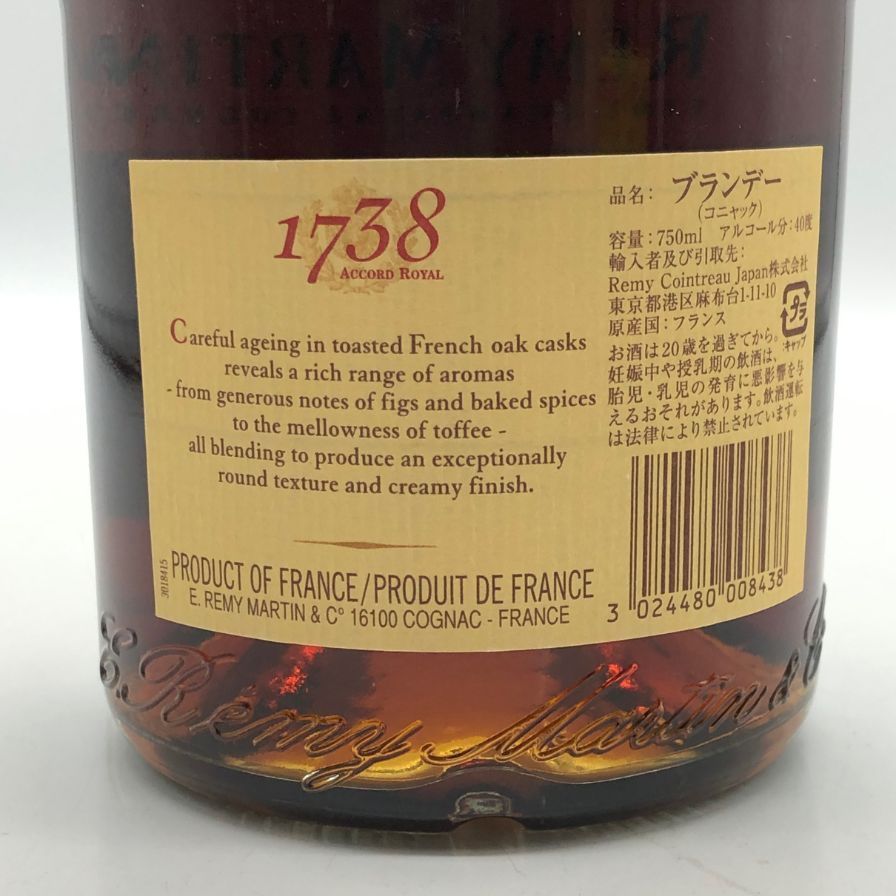 1738
ACCORD ROYAL
Careful ageing in toasted French oak casks
reveals a rich range of aromas
- from generous notes of figs and baked spices
to the mellowness of toffee -
all blending to produce an exceptionally
round texture and creamy finish.
PRODUCT OF FRANCE/PRODUIT DE FRANCE
E. REMY MARTIN & C° 16100 COGNAC - FRANCE
3018415
品名: ブランデー
(コニャック)
容量:750ml アルコール分:40度
輸入者及び引取先:
Remy Cointreau Japan株式会社
東京都港区麻布台1-11-10
原産国:フランス
プラ
:キャップ
お酒は20歳を過ぎてから。
妊娠中や授乳期の飲酒は、
胎児・乳児の発育に悪影響を与
えるおそれがあります。飲酒運転
は法律により禁止されています。
3 024480 008438
E. Rémy Martin &
REMY MARTIN